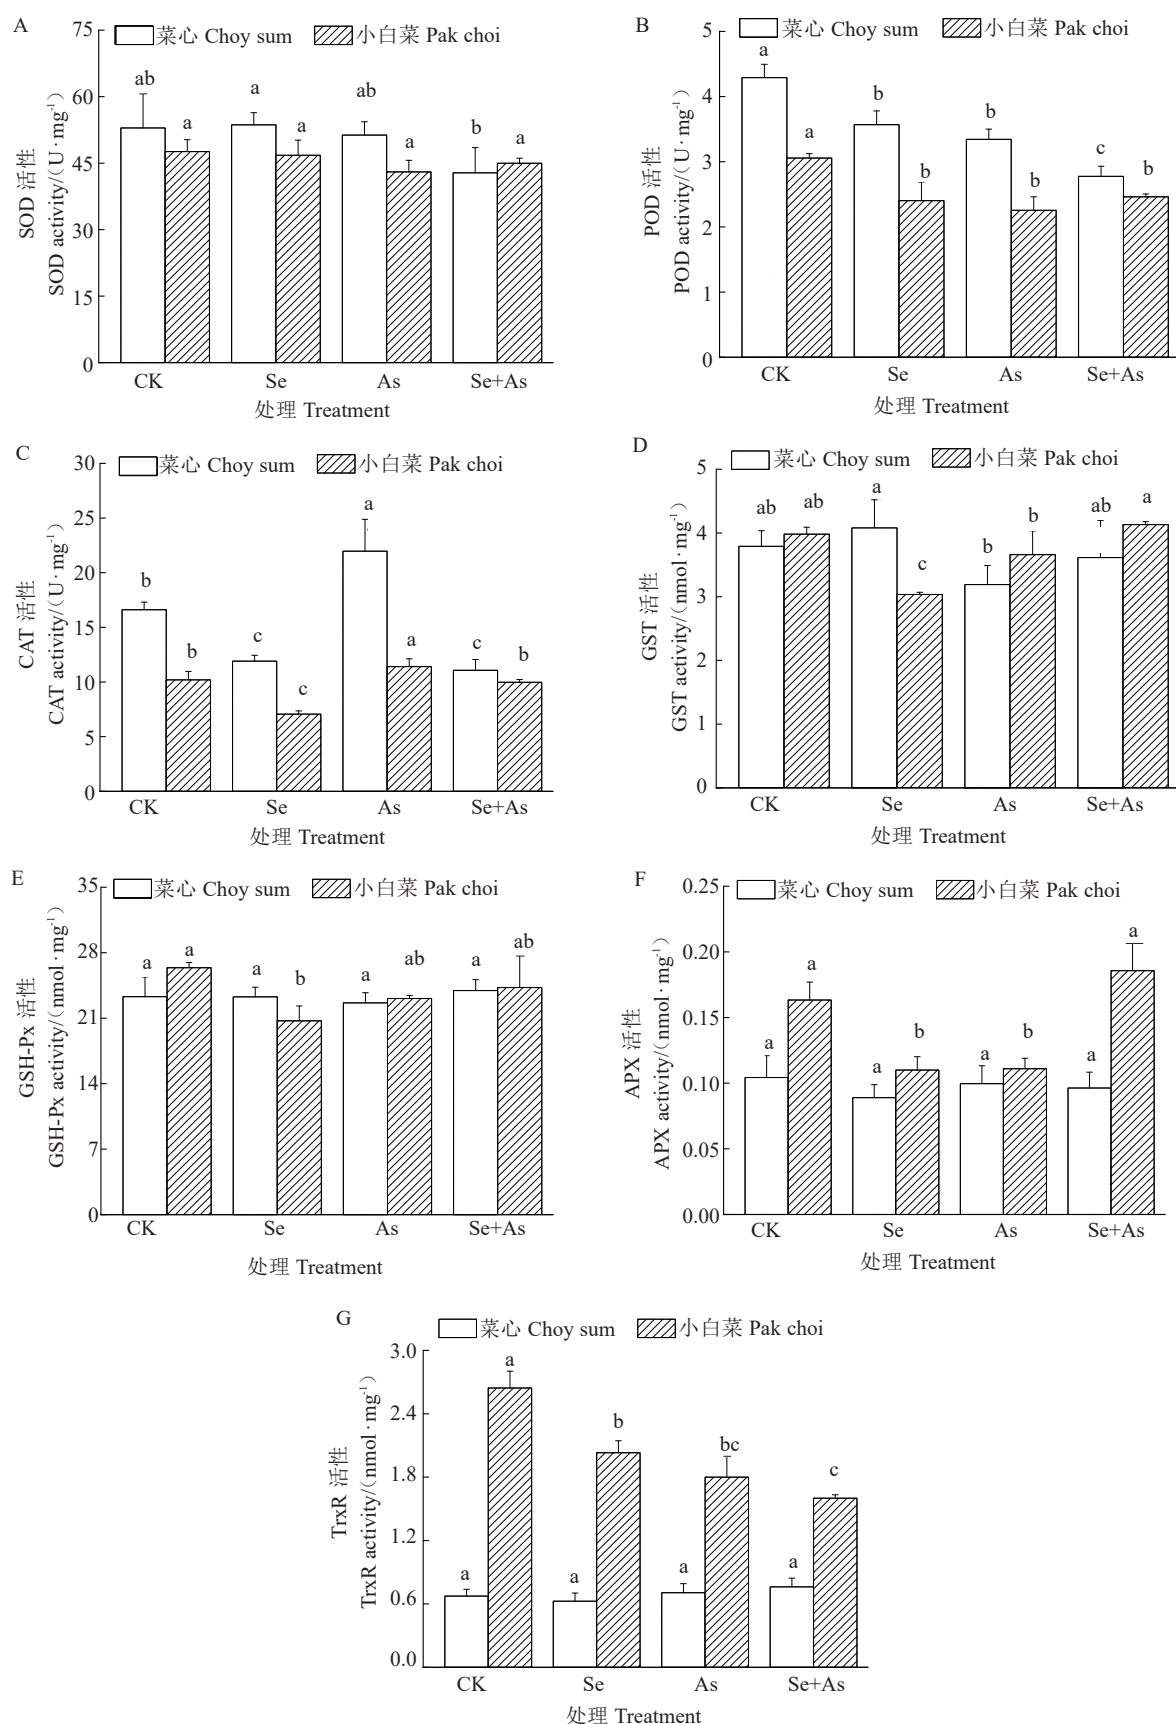 A
菜心 Choy sum 小白菜 Pak choi
SOD 活性
SOD activity/(U·mg⁻¹)
75
60
45
30
15
0
ab a a a ab a b a
CK Se As Se+As
处理 Treatment
B
菜心 Choy sum 小白菜 Pak choi
POD 活性
POD activity/(U·mg⁻¹)
5
4
3
2
1
0
a a b b b b c b
CK Se As Se+As
处理 Treatment
C
菜心 Choy sum 小白菜 Pak choi
CAT 活性
CAT activity/(U·mg⁻¹)
30
25
20
15
10
5
0
b b c c a a c b
CK Se As Se+As
处理 Treatment
D
菜心 Choy sum 小白菜 Pak choi
GST 活性
GST activity/(nmol·mg⁻¹)
5
4
3
2
1
0
ab ab a c b b ab a
CK Se As Se+As
处理 Treatment
E
菜心 Choy sum 小白菜 Pak choi
GSH-Px 活性
GSH-Px activity/(nmol·mg⁻¹)
35
28
21
14
7
0
a a a b a ab a ab
CK Se As Se+As
处理 Treatment
F
菜心 Choy sum 小白菜 Pak choi
APX 活性
APX activity/(nmol·mg⁻¹)
0.25
0.20
0.15
0.10
0.05
0.00
a a a b a b a a
CK Se As Se+As
处理 Treatment
G
菜心 Choy sum 小白菜 Pak choi
TrxR 活性
TrxR activity/(nmol·mg⁻¹)
3.0
2.4
1.8
1.2
0.6
0.0
a a a b a bc a c
CK Se As Se+As
处理 Treatment